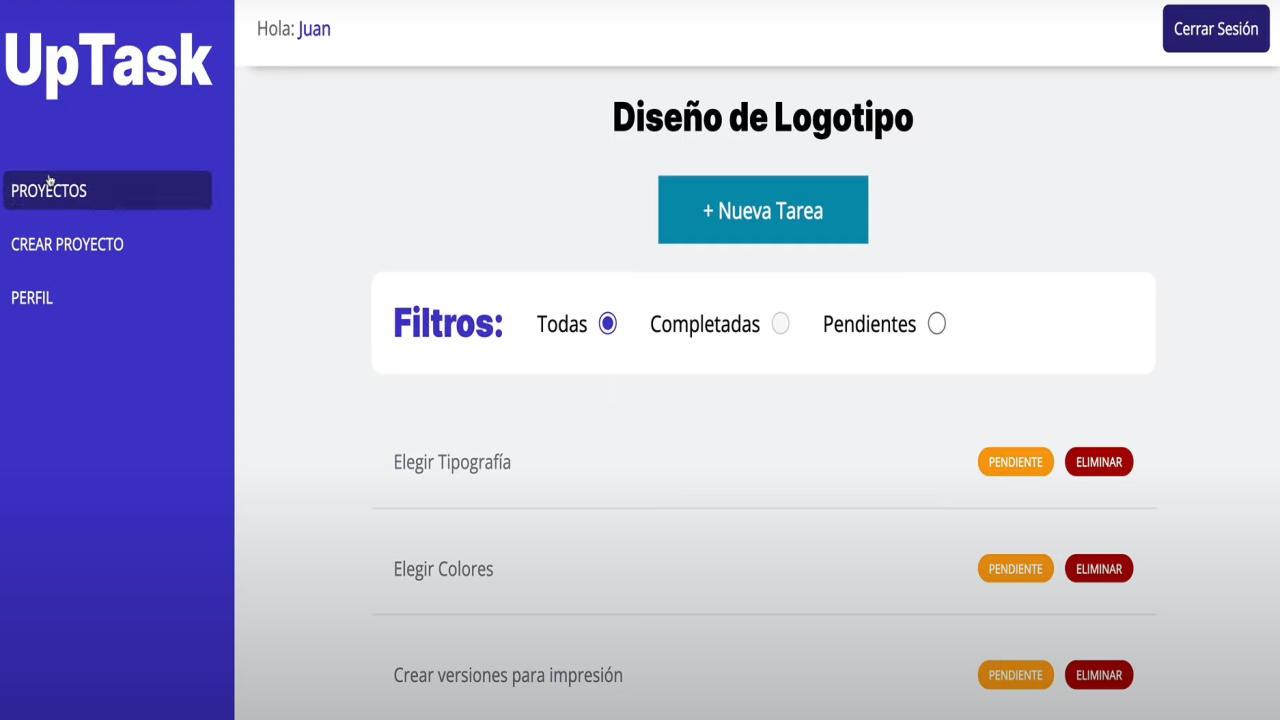 UpTask
Hola: Juan
Cerrar Sesión
PROYECTOS
CREAR PROYECTO
PERFIL
Diseño de Logotipo
+ Nueva Tarea
Filtros: Todas Completadas Pendientes
Elegir Tipografía PENDIENTE ELIMINAR
Elegir Colores PENDIENTE ELIMINAR
Crear versiones para impresión PENDIENTE ELIMINAR